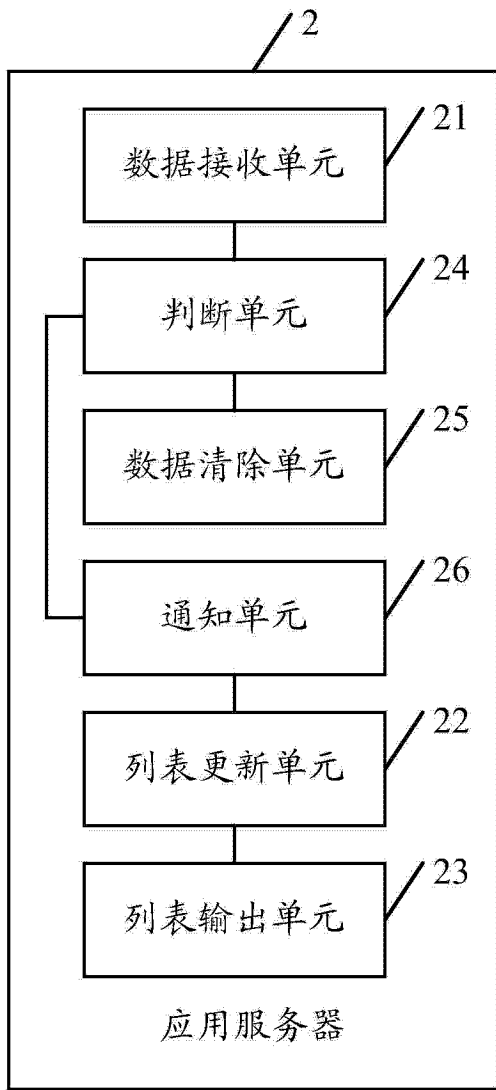 2
21
数据接收单元
24
判断单元
25
数据清除单元
26
通知单元
22
列表更新单元
23
列表输出单元
应用服务器